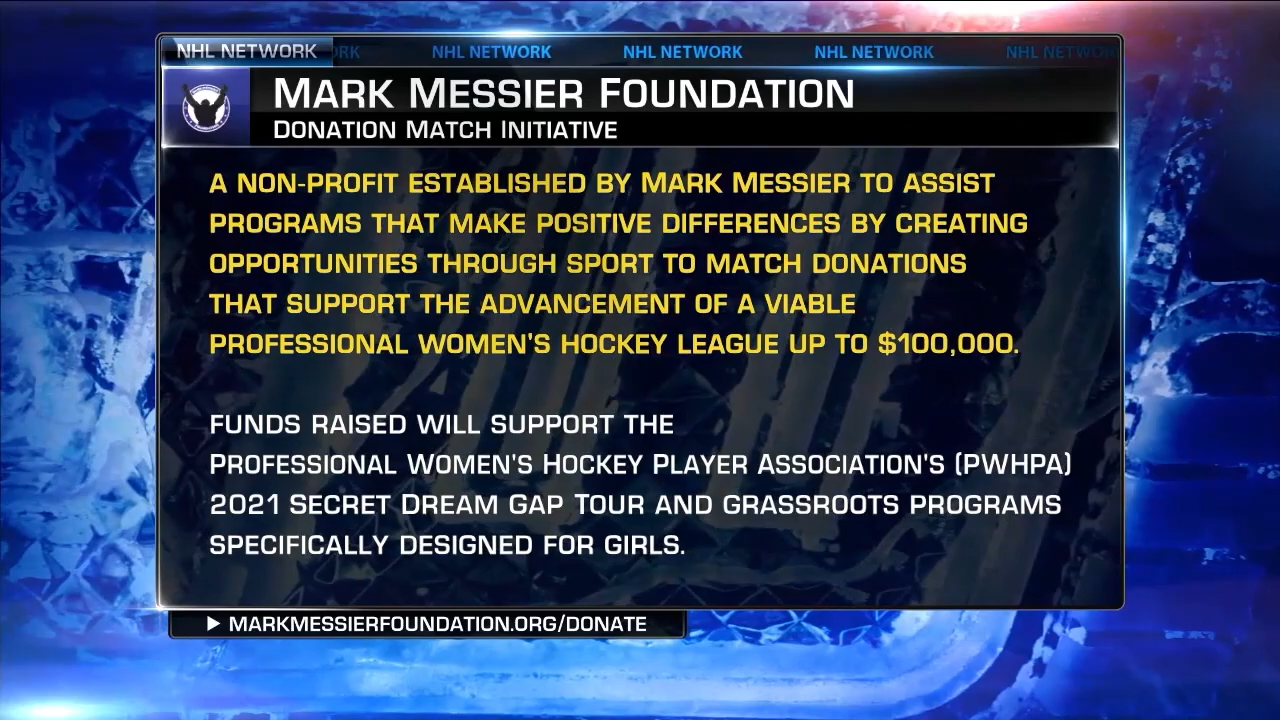 NHL NETWORK RK NHL NETWORK NHL NETWORK NHL NETWORK NHL NETWOR
MARK MESSIER FOUNDATION
DONATION MATCH INITIATIVE
A NON-PROFIT ESTABLISHED BY MARK MESSIER TO ASSIST
PROGRAMS THAT MAKE POSITIVE DIFFERENCES BY CREATING
OPPORTUNITIES THROUGH SPORT TO MATCH DONATIONS
THAT SUPPORT THE ADVANCEMENT OF A VIABLE
PROFESSIONAL WOMEN'S HOCKEY LEAGUE UP TO $100,000.
FUNDS RAISED WILL SUPPORT THE
PROFESSIONAL WOMEN'S HOCKEY PLAYER ASSOCIATION'S (PWHPA)
2021 SECRET DREAM GAP TOUR AND GRASSROOTS PROGRAMS
SPECIFICALLY DESIGNED FOR GIRLS.
MARKMESSIERFOUNDATION.ORG/DONATE